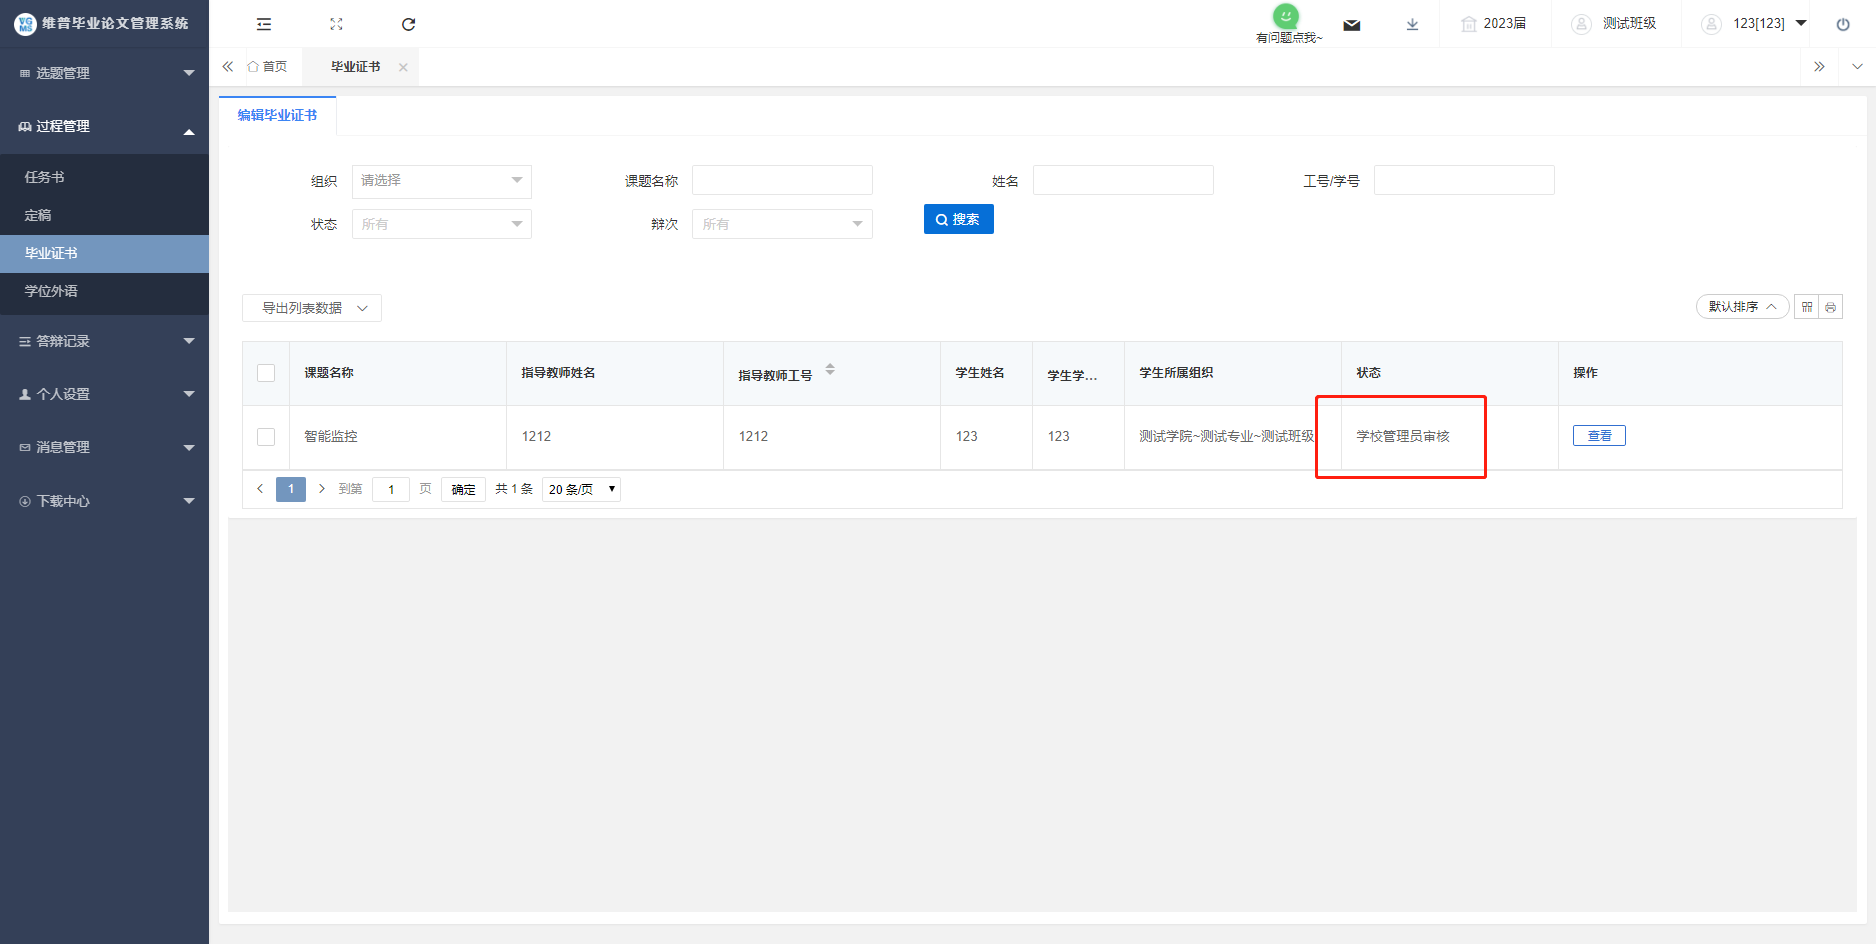 VGMS 维普毕业论文管理系统
有问题点我~
2023届
测试班级
123[123]
首页
毕业证书
选题管理
过程管理
任务书
定稿
毕业证书
学位外语
答辩记录
个人设置
消息管理
下载中心
编辑毕业证书
组织 请选择 课题名称 姓名 工号/学号
状态 所有 辩次 所有 搜索
导出列表数据 默认排序
课题名称 指导教师姓名 指导教师工号 学生姓名 学生学... 学生所属组织 状态 操作
智能监控 1212 1212 123 123 测试学院~测试专业~测试班级 学校管理员审核 查看
1 到第 1 页 确定 共 1 条 20 条/页